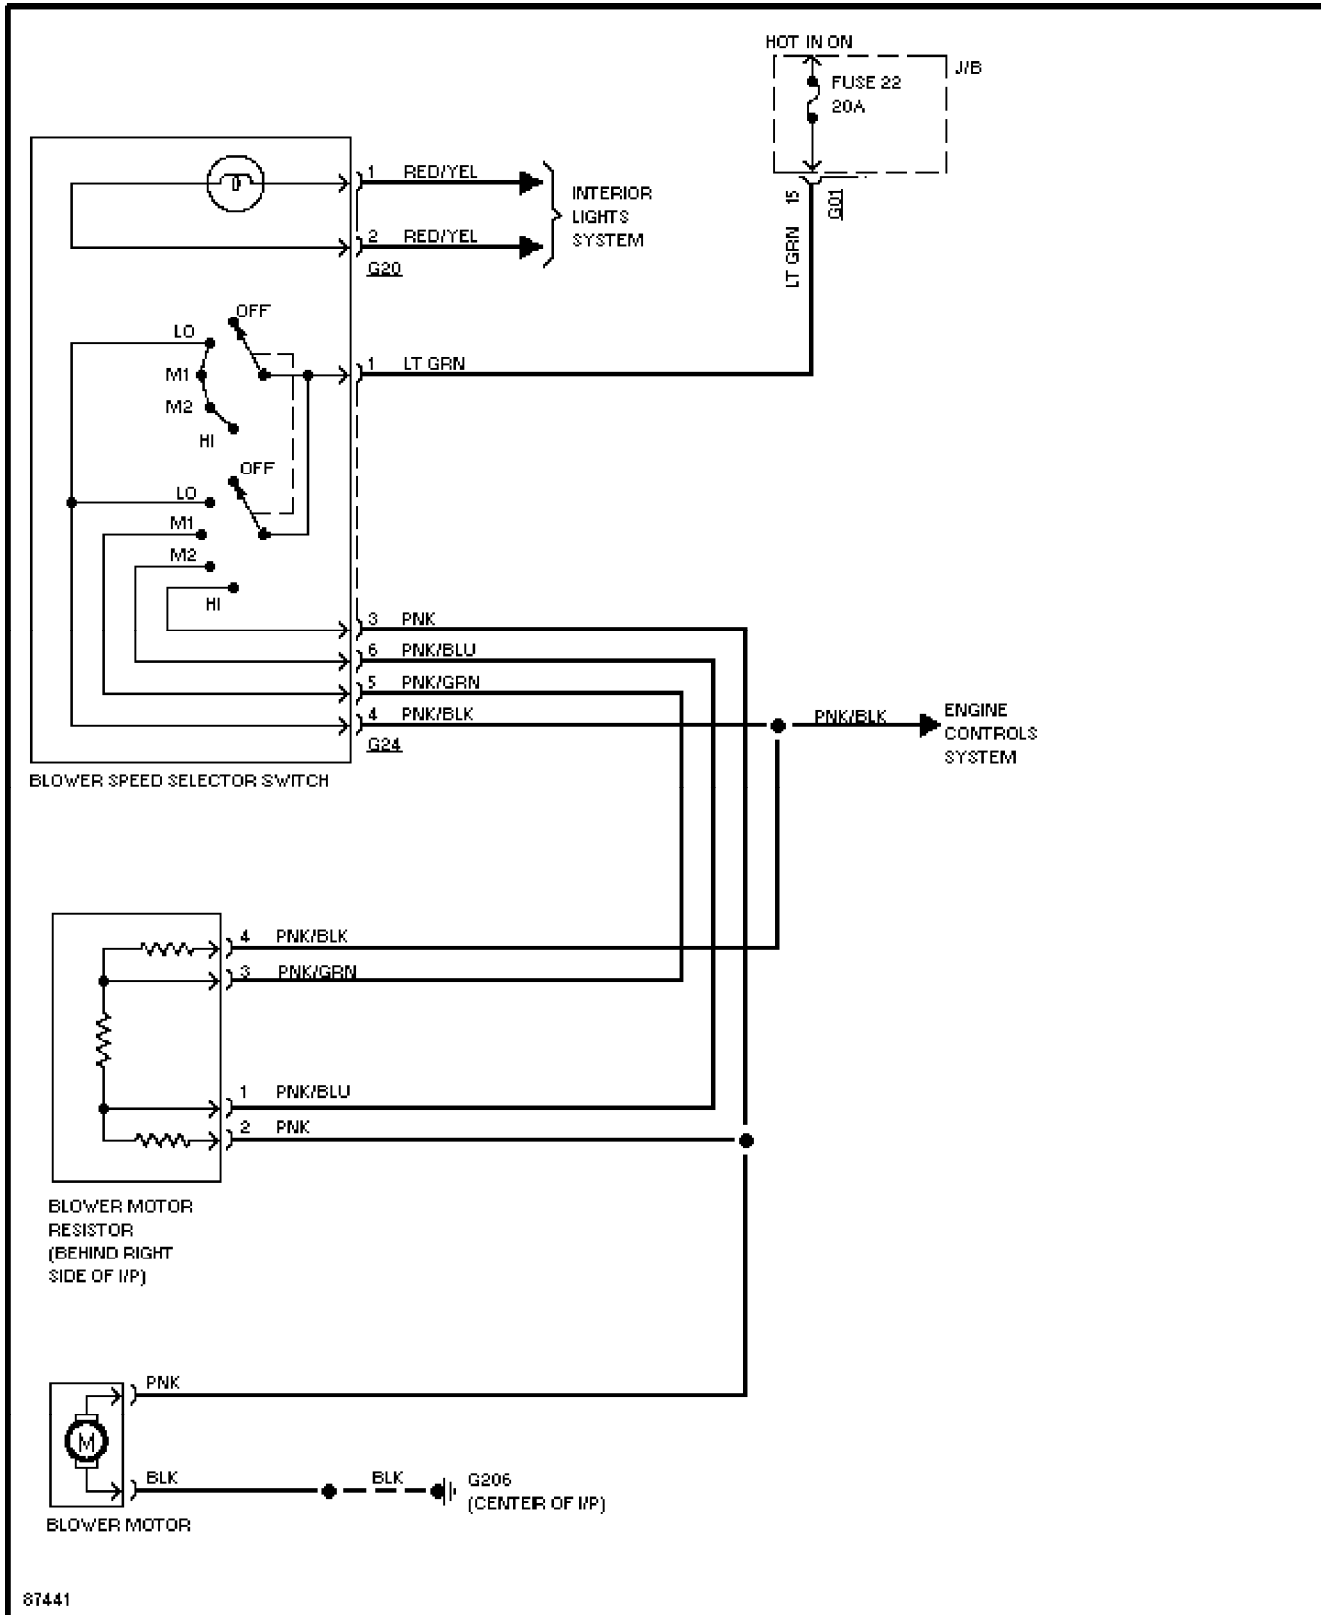 HOT IN ON
J/B
FUSE 22
20A
15
G01
LT GRN
1 RED/YEL
2 RED/YEL
G20
INTERIOR
LIGHTS
SYSTEM
OFF
LO
M1
M2
HI
1 LT GRN
OFF
LO
M1
M2
HI
3 PNK
6 PNK/BLU
5 PNK/GRN
4 PNK/BLK
G24
PNK/BLK
ENGINE
CONTROLS
SYSTEM
BLOWER SPEED SELECTOR SWITCH
4 PNK/BLK
3 PNK/GRN
1 PNK/BLU
2 PNK
BLOWER MOTOR
RESISTOR
(BEHIND RIGHT
SIDE OF I/P)
PNK
M
BLK
BLK
G206
(CENTER OF I/P)
BLOWER MOTOR
87441